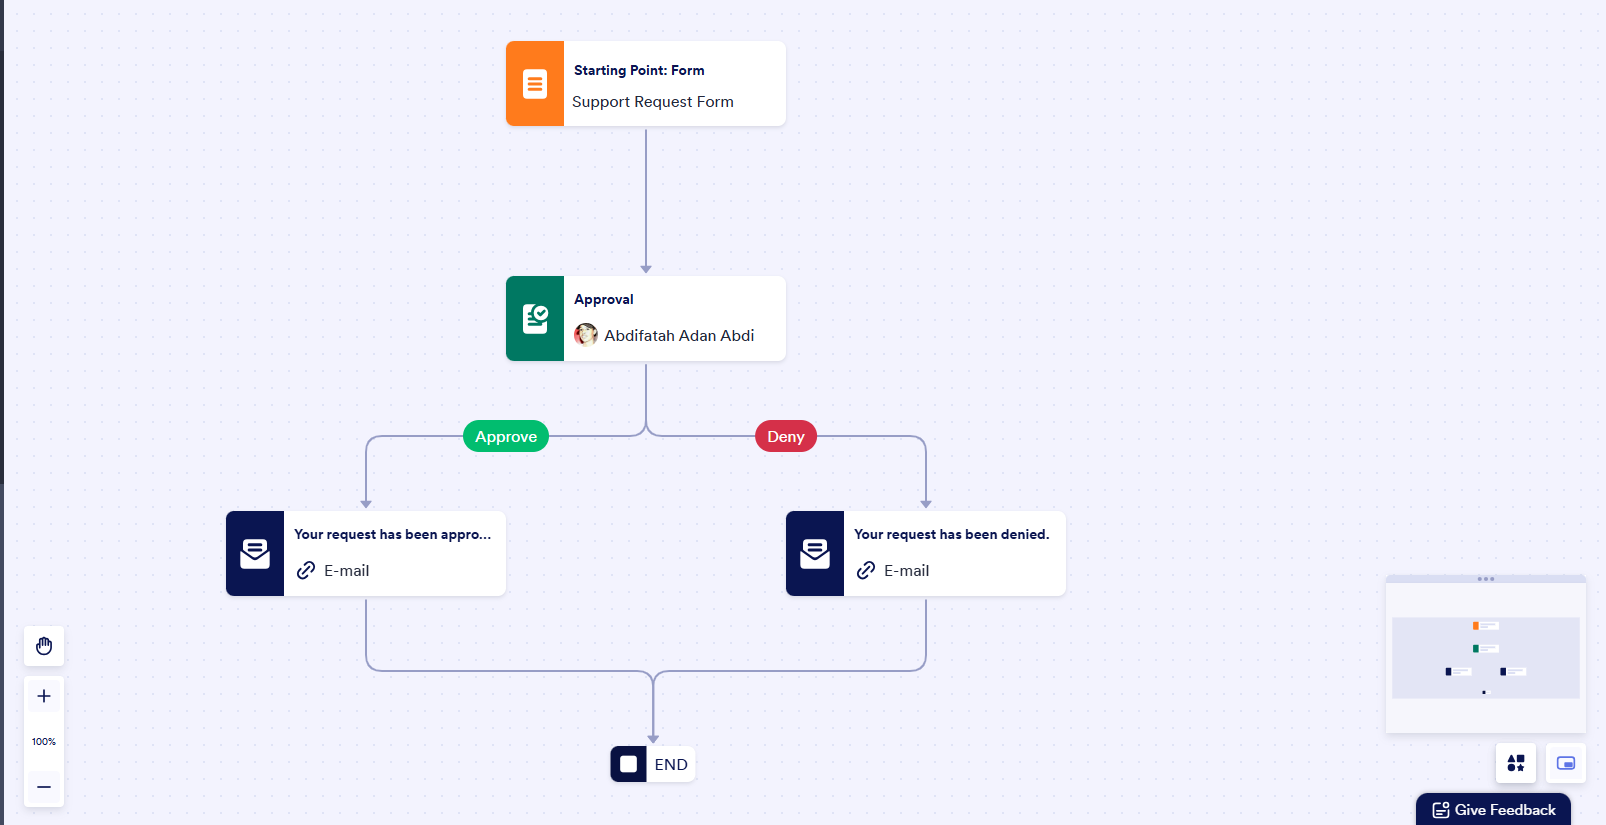 Starting Point: Form
Support Request Form
Approval
Abdifatah Adan Abdi
Approve
Deny
Your request has been appro...
E-mail
Your request has been denied.
E-mail
END
100%
Give Feedback